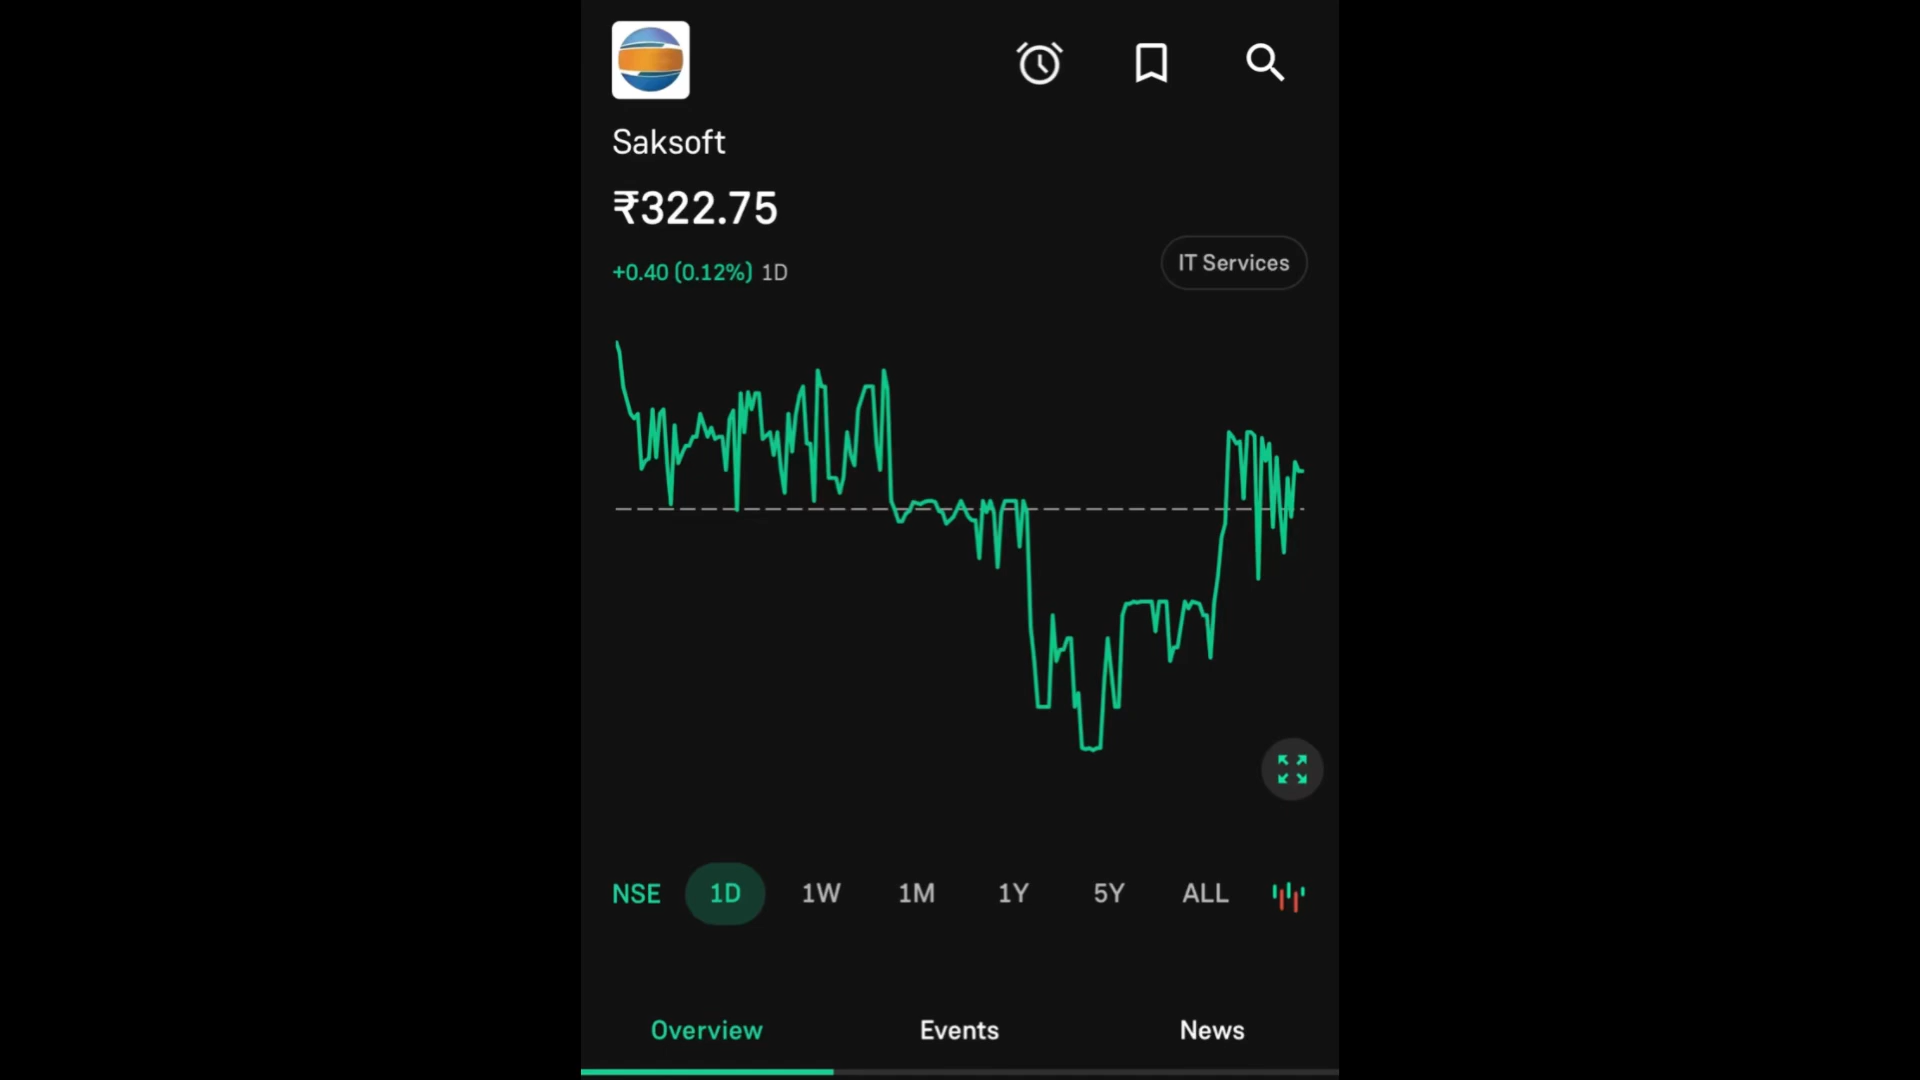 Saksoft
₹322.75
+0.40 (0.12%) 1D
IT Services
NSE 1D 1W 1M 1Y 5Y ALL
Overview Events News